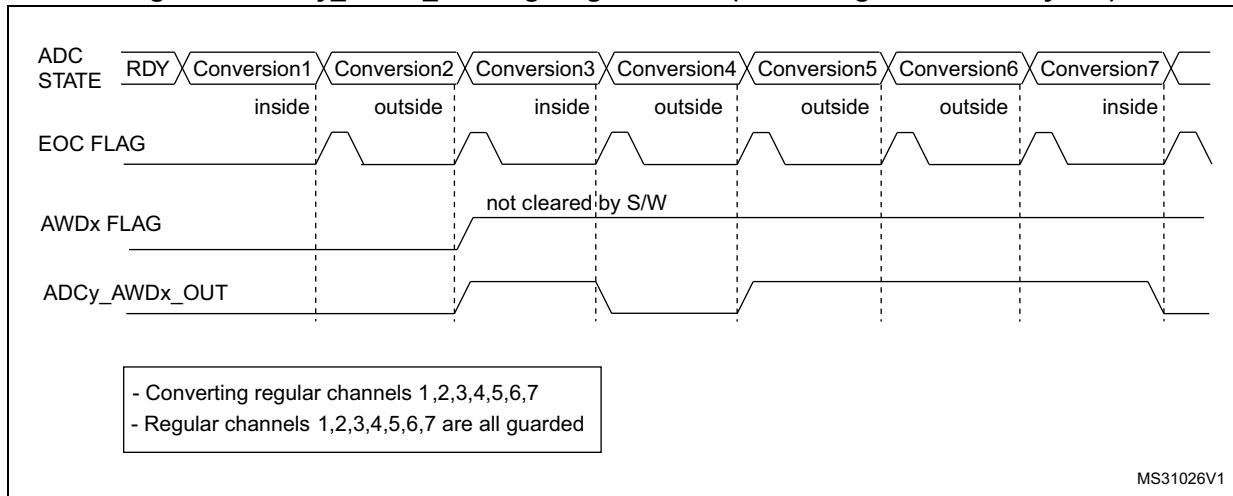 ADC
STATE
RDY Conversion1 Conversion2 Conversion3 Conversion4 Conversion5 Conversion6 Conversion7
inside outside inside outside outside outside inside
EOC FLAG
not cleared by S/W
AWDx FLAG
ADCy_AWDx_OUT
- Converting regular channels 1,2,3,4,5,6,7
- Regular channels 1,2,3,4,5,6,7 are all guarded
MS31026V1